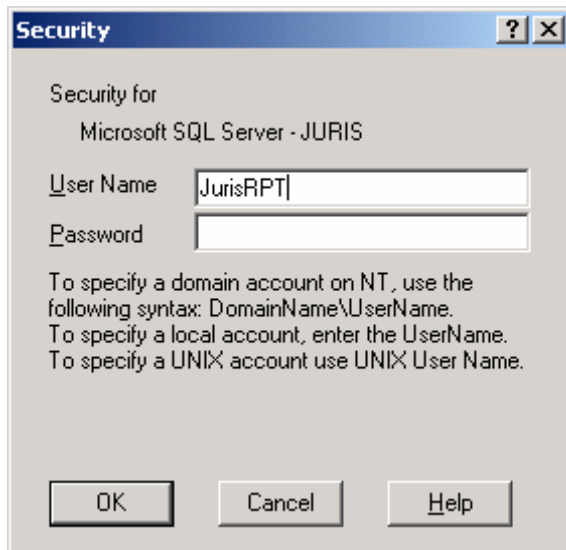 Security
Security for
Microsoft SQL Server - JURIS
User Name JurisRPT
Password
To specify a domain account on NT, use the
following syntax: DomainName\UserName.
To specify a local account, enter the UserName.
To specify a UNIX account use UNIX User Name.
OK Cancel Help